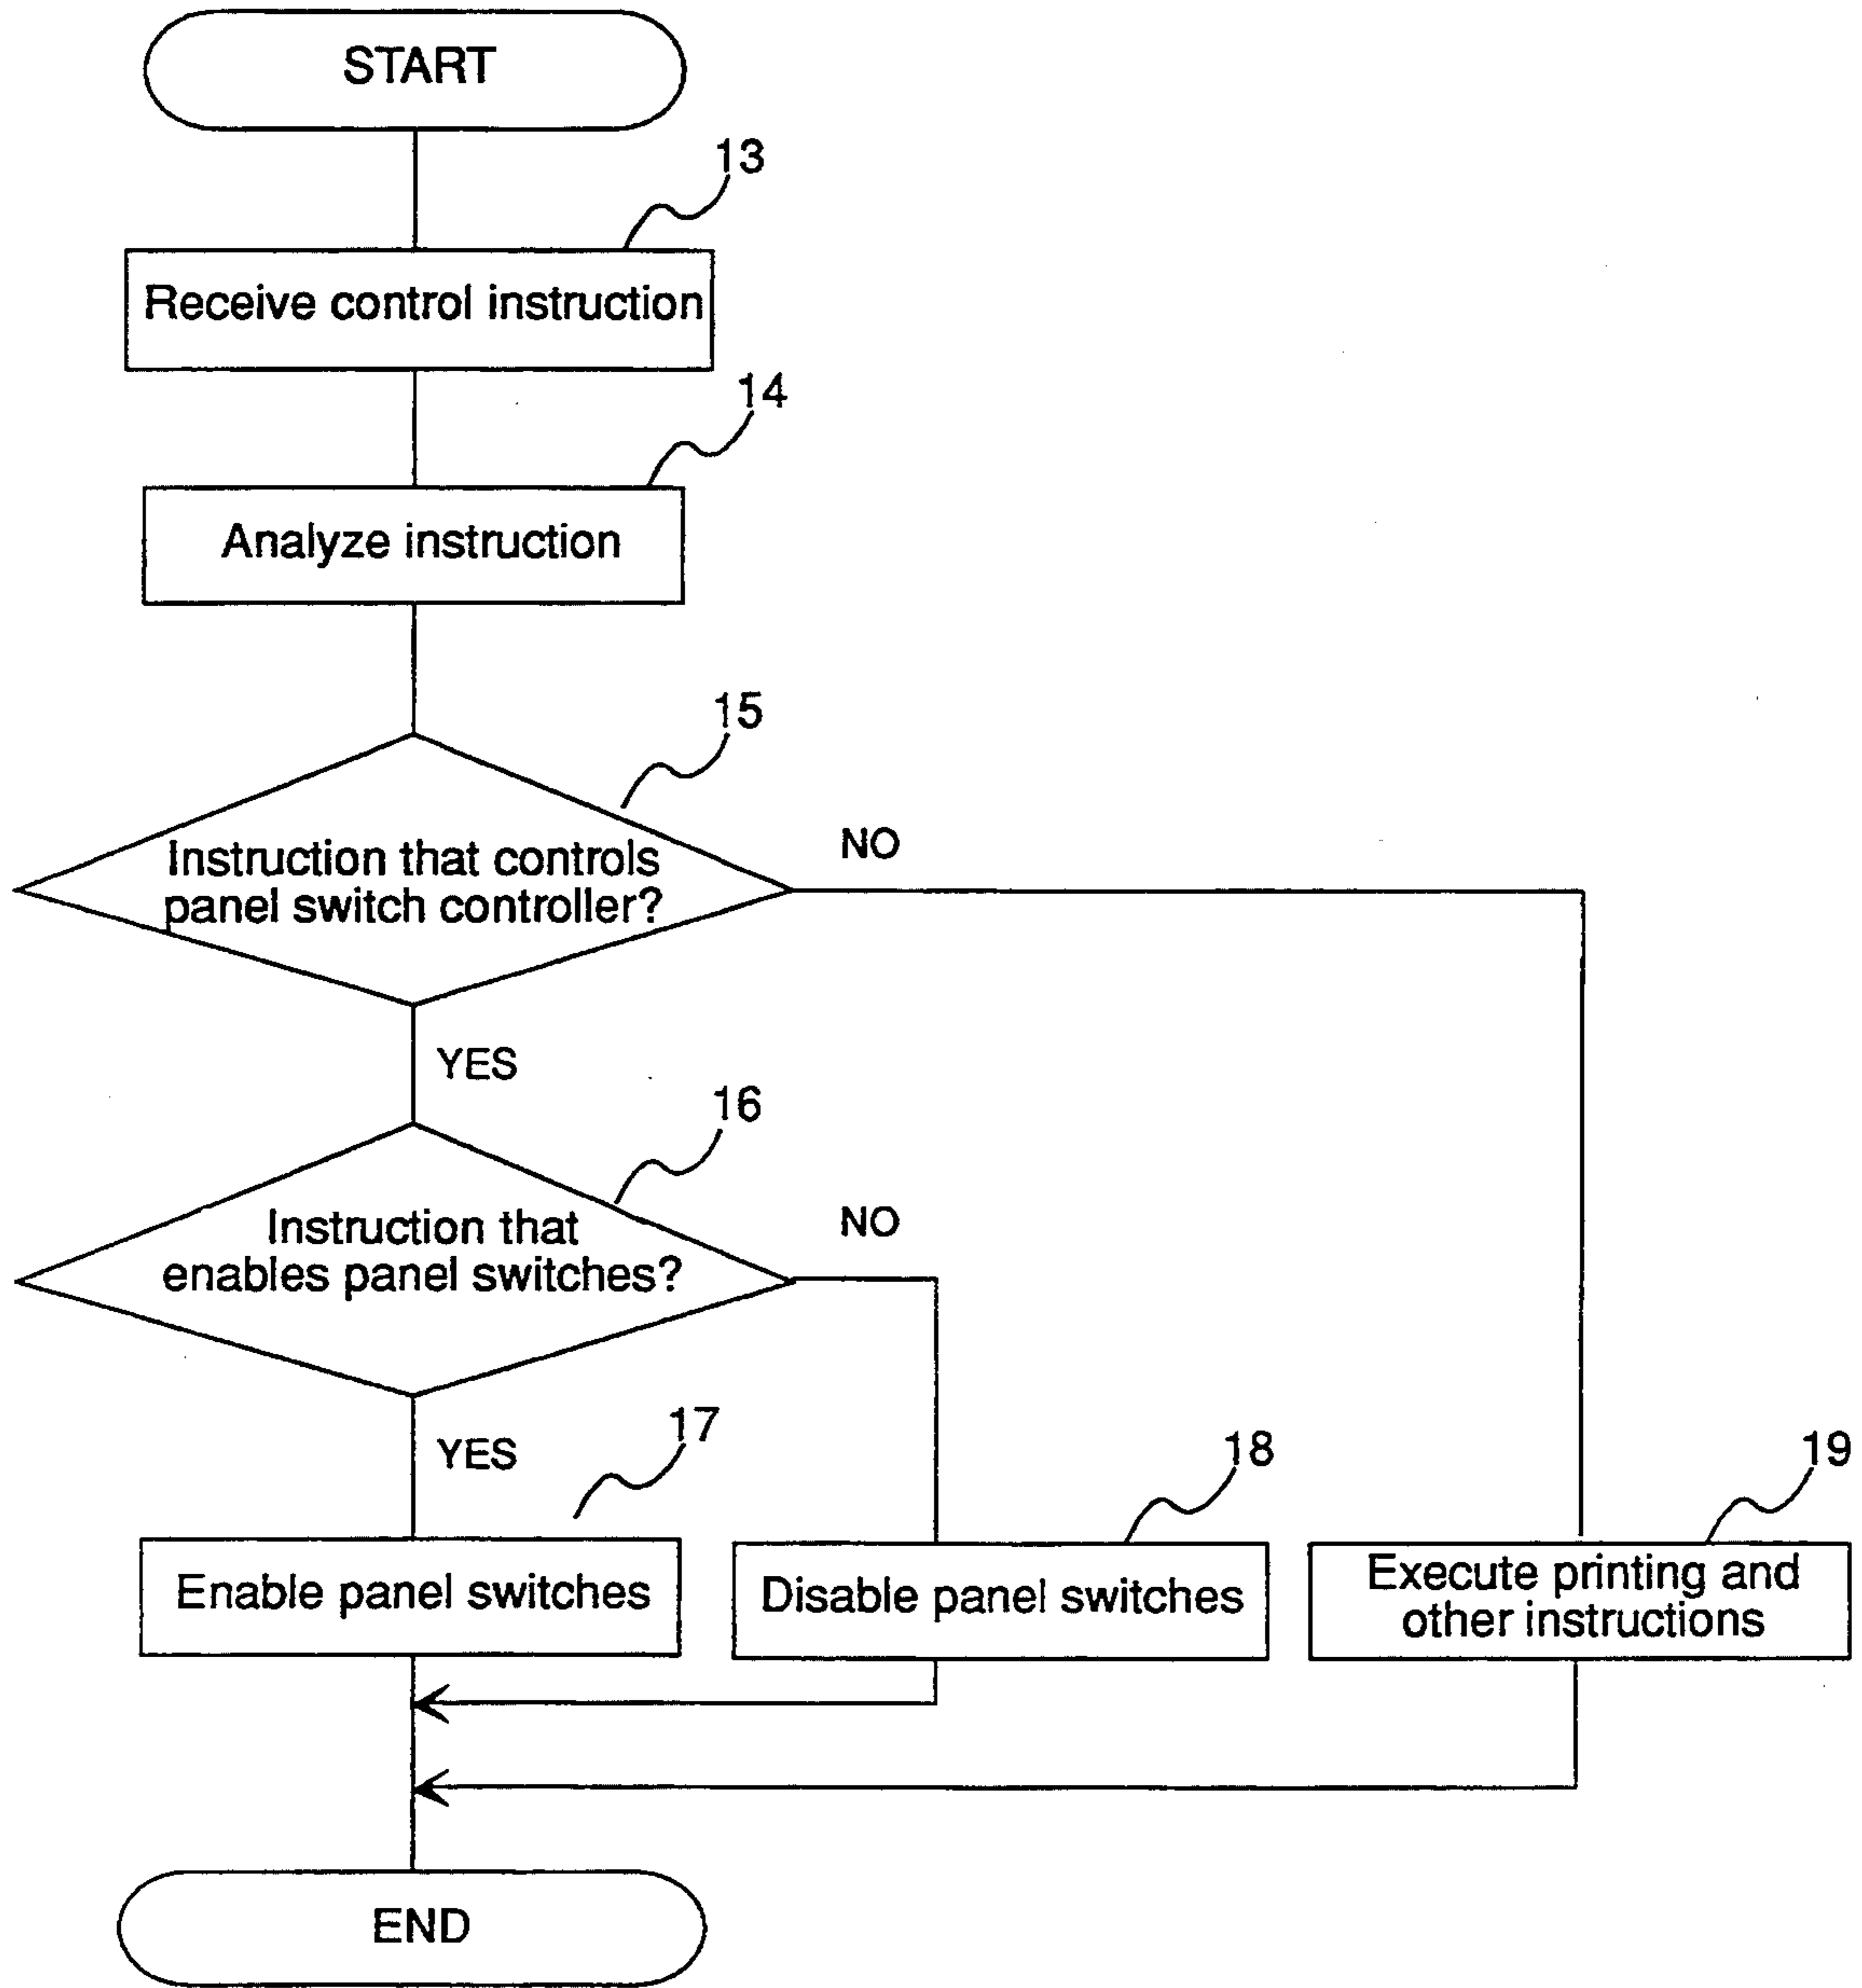 START
13
Receive control instruction
14
Analyze instruction
15
Instruction that controls
panel switch controller?
NO
YES
16
Instruction that
enables panel switches?
NO
YES
17
18
19
Enable panel switches
Disable panel switches
Execute printing and
other instructions
END